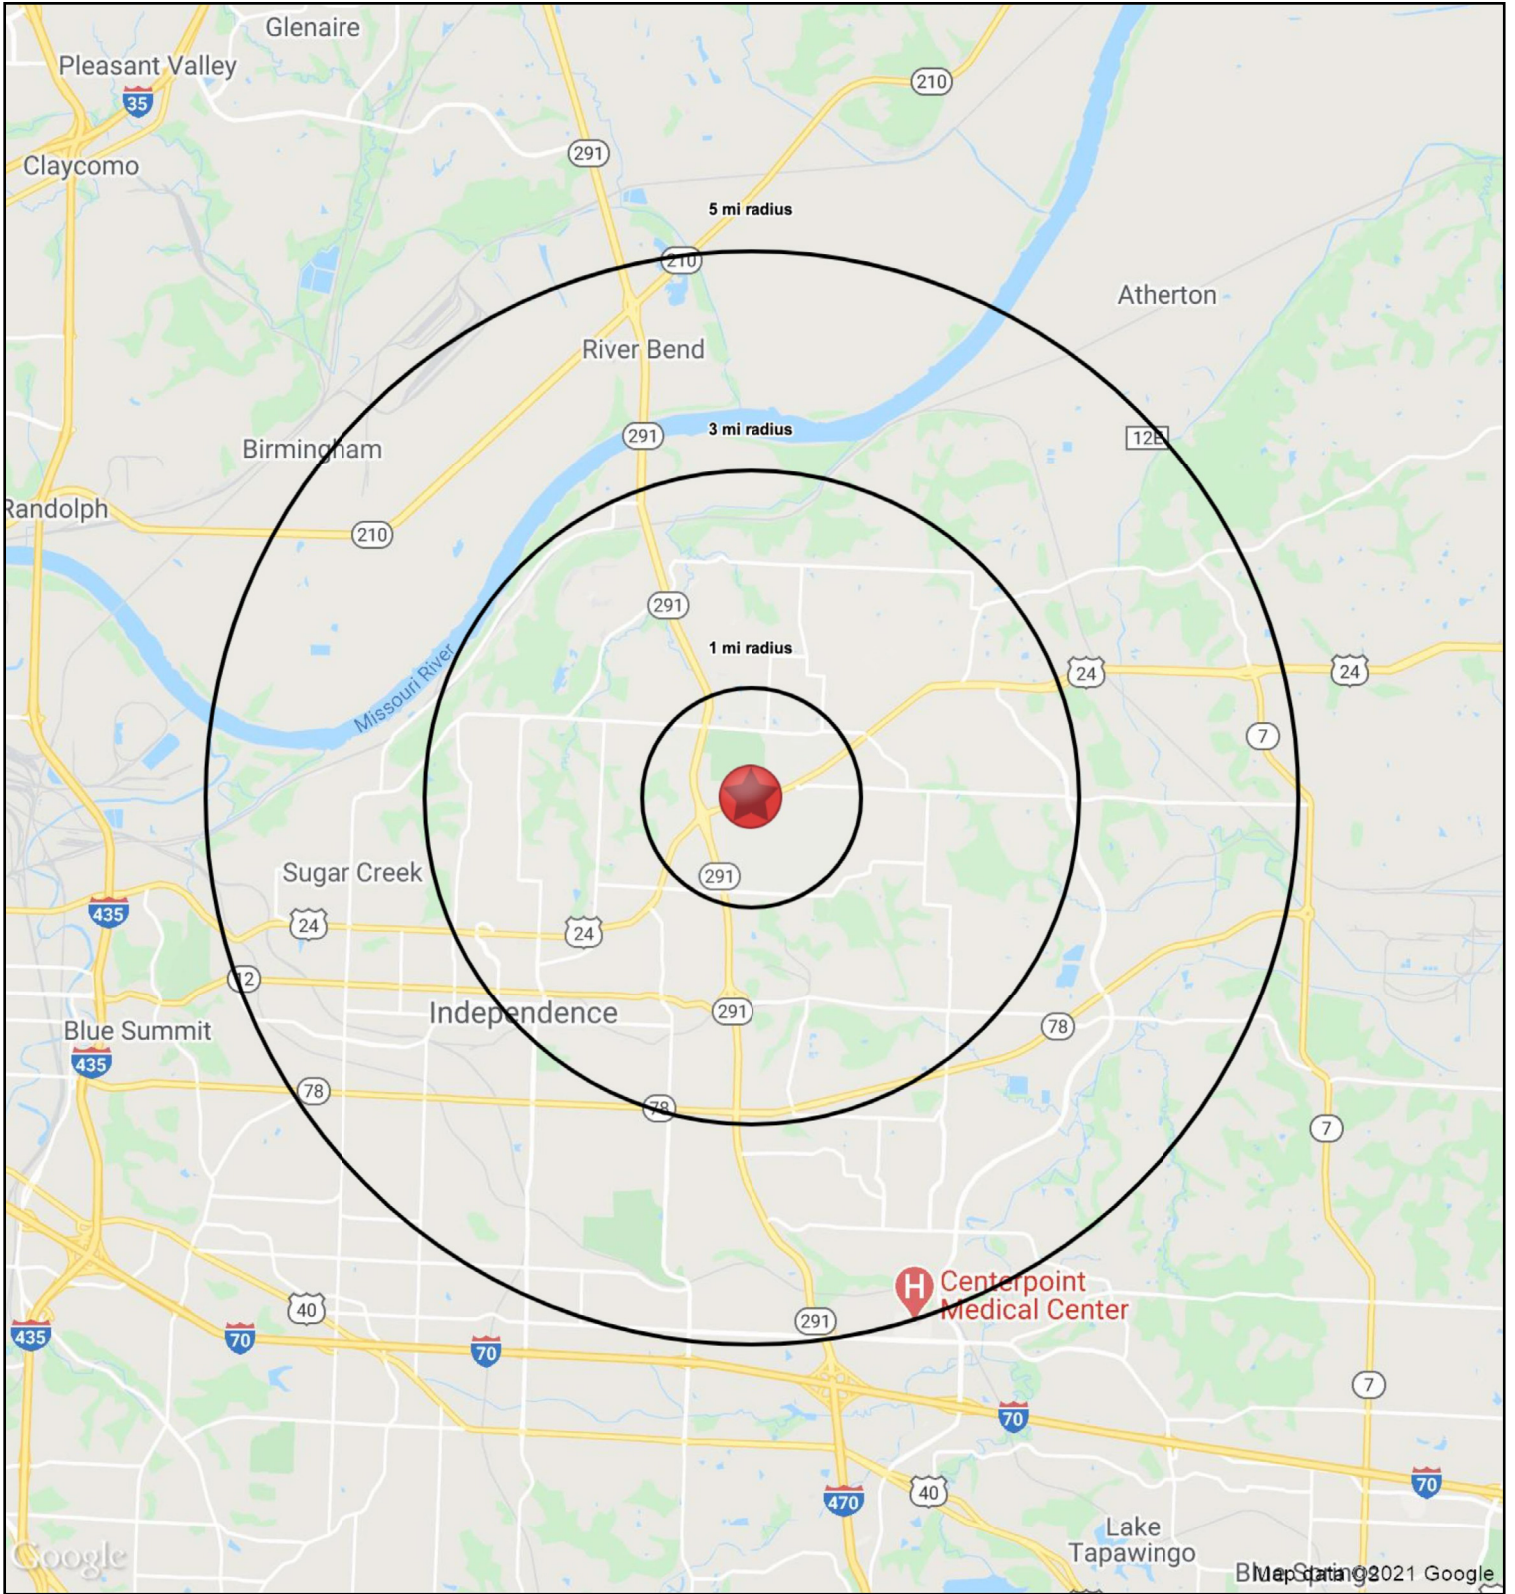 Glenaire
Pleasant Valley
35
210
291
Claycomo
5 mi radius
210
Atherton
River Bend
3 mi radius
291
12E
Birmingham
Randolph
210
291
Missouri River
1 mi radius
24
24
7
Sugar Creek
291
435
24
24
12
291
Independence
78
Blue Summit
435
78
78
7
Centerpoint
Medical Center
40
291
435
70
70
7
70
70
470
40
Lake
Tapawingo
Google
Blue Springs
Map data ©2021 Google